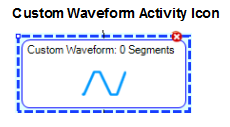 Custom Waveform Activity Icon
Custom Waveform: 0 Segments